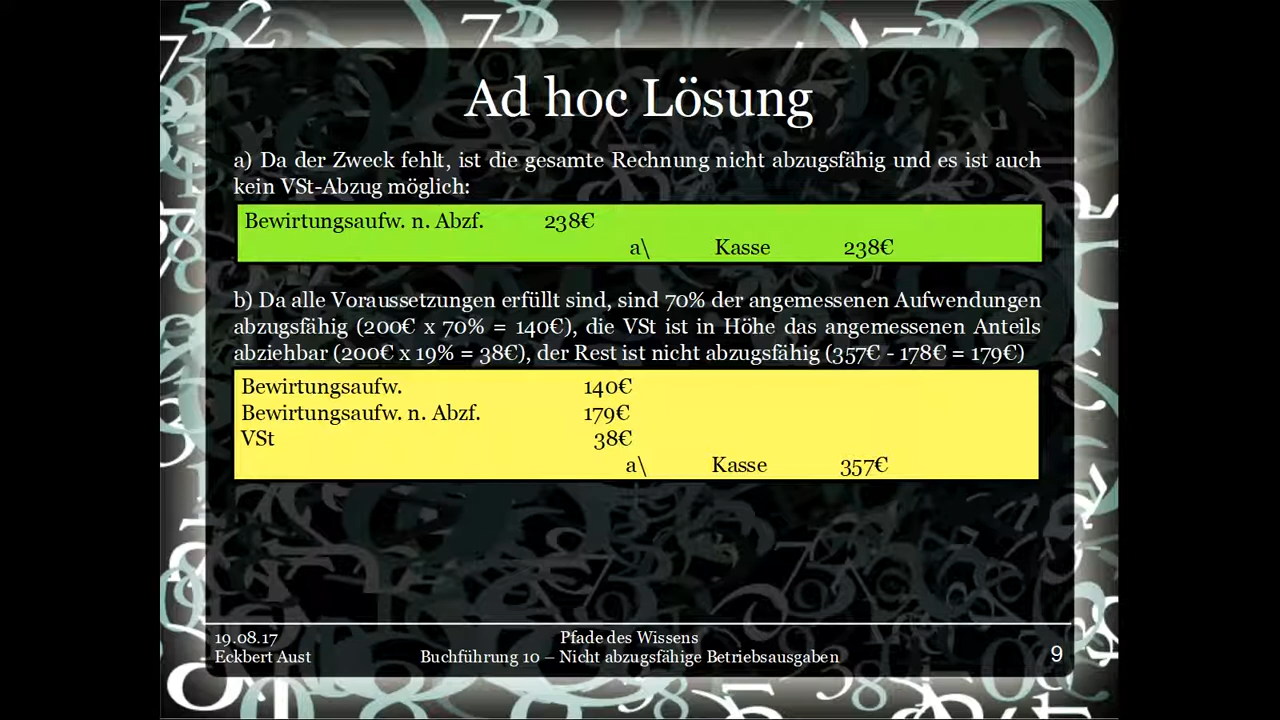 Ad hoc Lösung
a) Da der Zweck fehlt, ist die gesamte Rechnung nicht abzugsfähig und es ist auch
kein VSt-Abzug möglich:
Bewirtungsaufw. n. Abzf. 238€
a\ Kasse 238€
b) Da alle Voraussetzungen erfüllt sind, sind 70% der angemessenen Aufwendungen
abzugsfähig (200€ x 70% = 140€), die VSt ist in Höhe das angemessenen Anteils
abziehbar (200€ x 19% = 38€), der Rest ist nicht abzugsfähig (357€ - 178€ = 179€)
Bewirtungsaufw. 140€
Bewirtungsaufw. n. Abzf. 179€
VSt 38€
a\ Kasse 357€
19.08.17 Pfade des Wissens
Eckbert Aust Buchführung 10 – Nicht abzugsfähige Betriebsausgaben 9